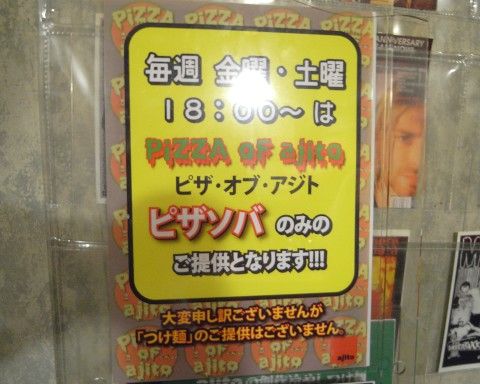 毎週 金曜・土曜
18:00～は
PIZZA OF ajito
ピザ・オブ・アジト
ピザソバ のみの
ご提供となります!!!
大変申し訳ございませんが
「つけ麺」のご提供はございません。
ajito